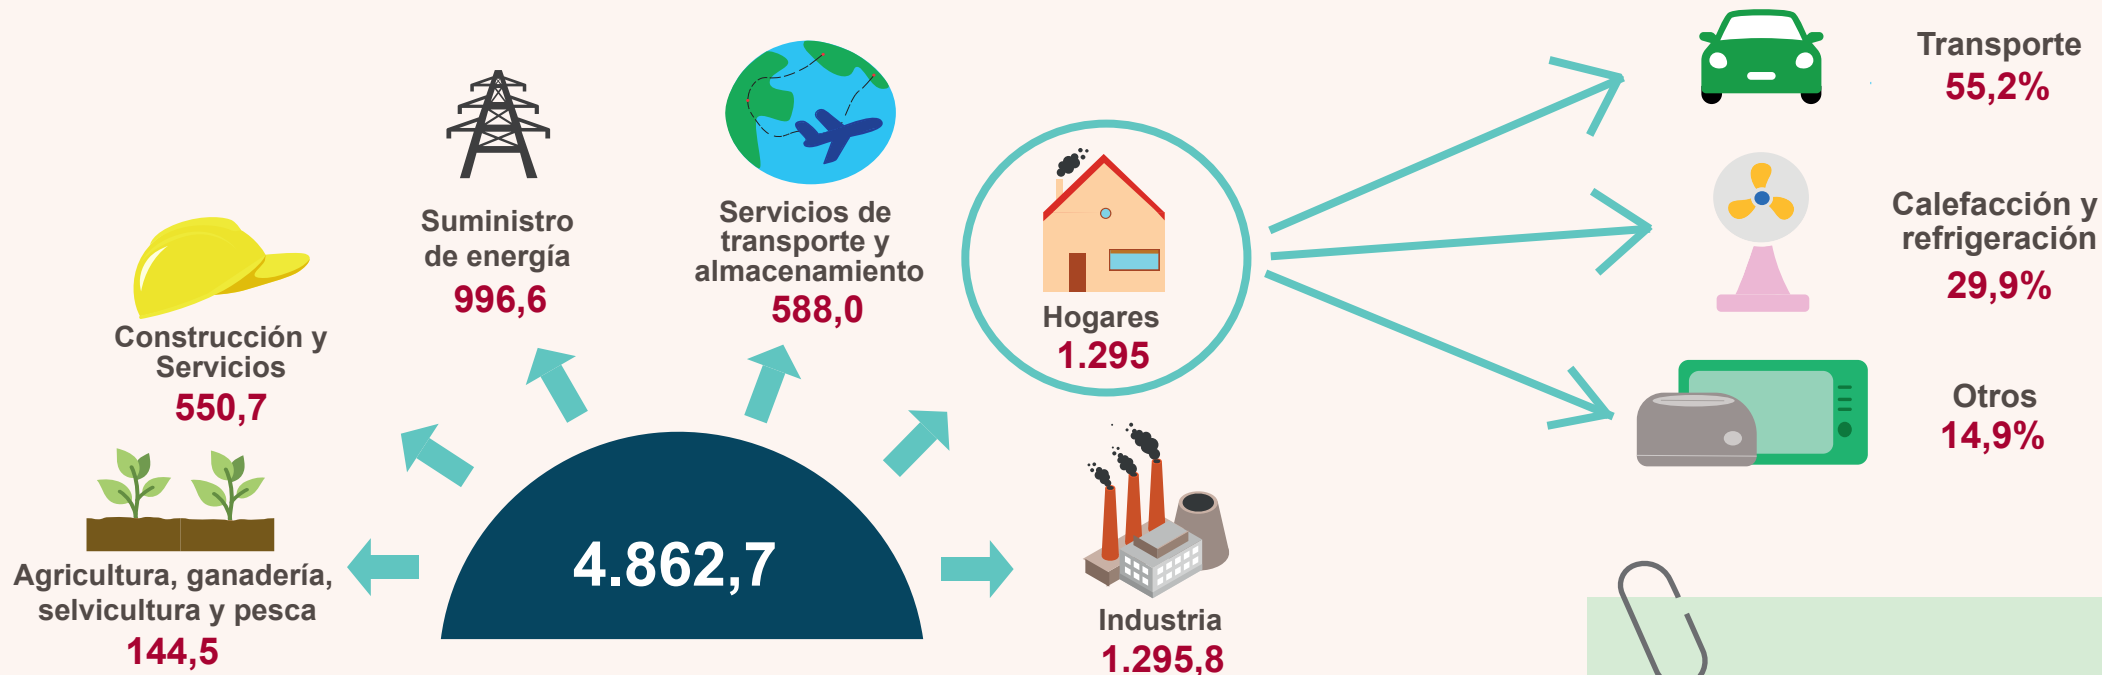 Agricultura, ganadería,
selvicultura y pesca
144,5
Construcción y
Servicios
550,7
Suministro
de energía
996,6
Servicios de
transporte y
almacenamiento
588,0
Hogares
1.295
Industria
1.295,8
4.862,7
Transporte
55,2%
Calefacción y
refrigeración
29,9%
Otros
14,9%